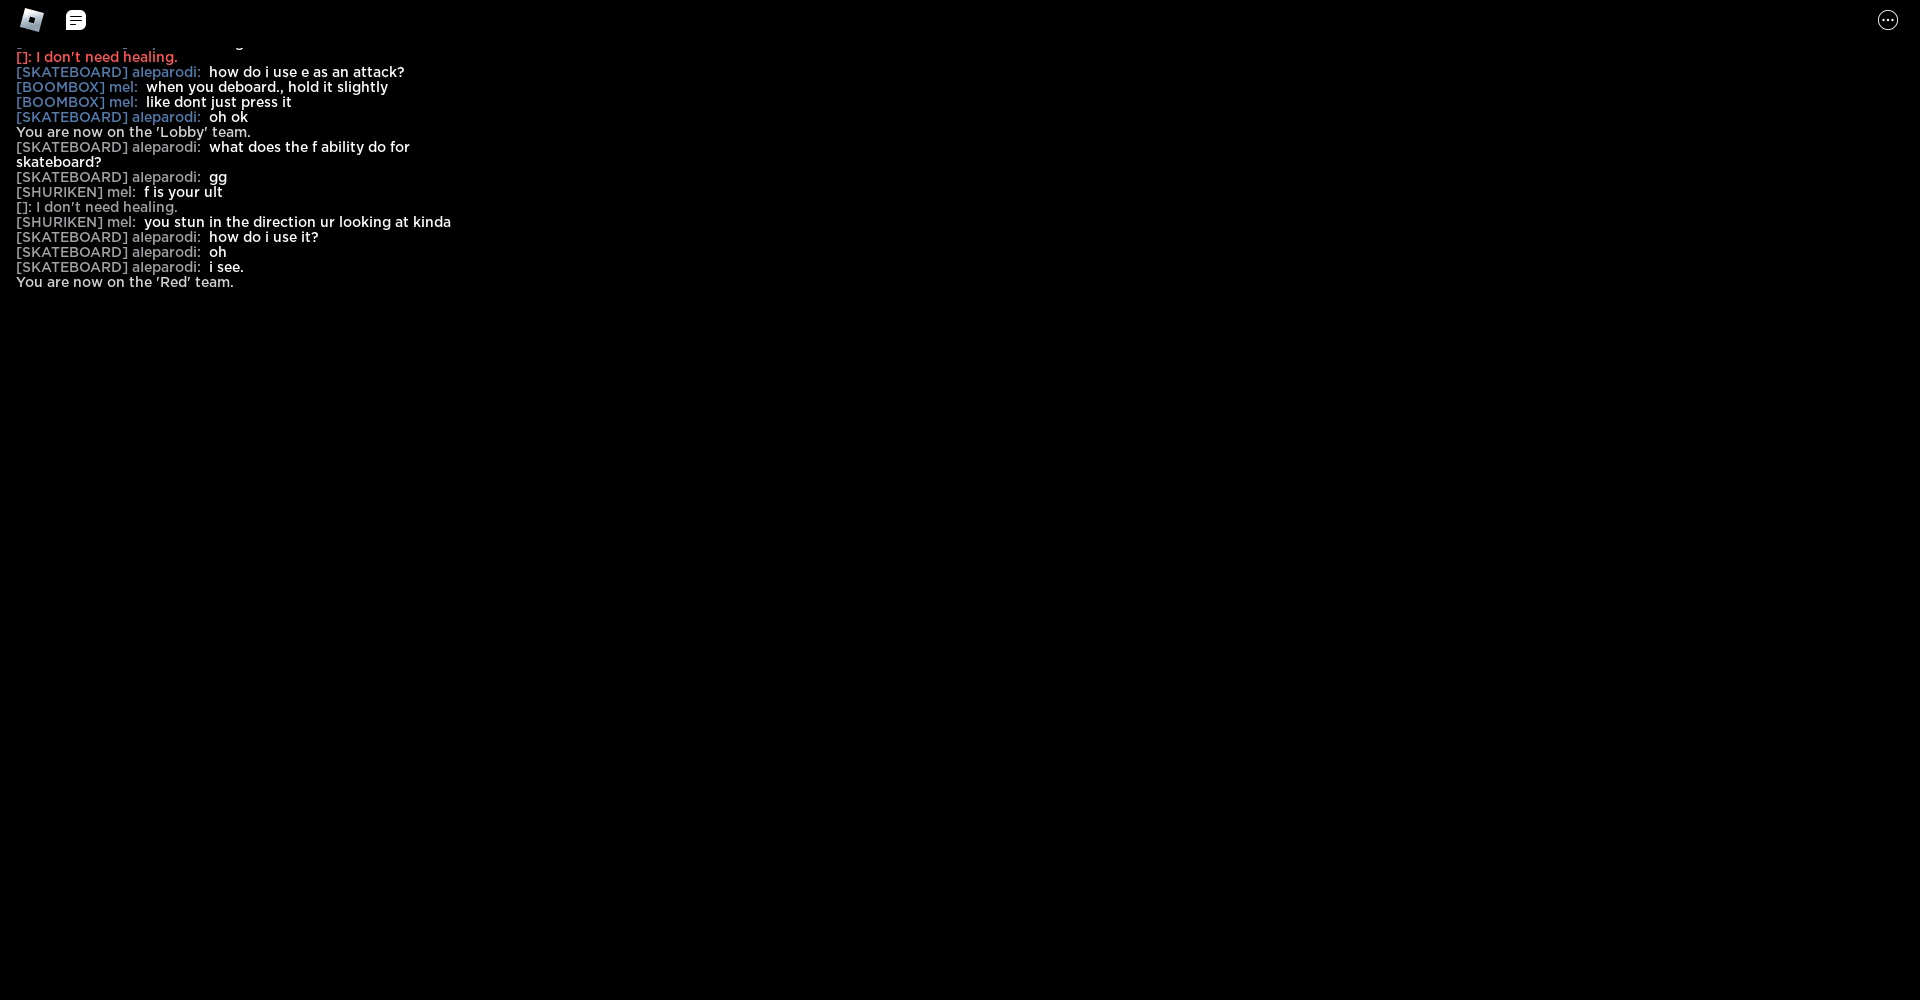 []: I don't need healing.
[SKATEBOARD] aleparodi: how do i use e as an attack?
[BOOMBOX] mel: when you deboard., hold it slightly
[BOOMBOX] mel: like dont just press it
[SKATEBOARD] aleparodi: oh ok
You are now on the 'Lobby' team.
[SKATEBOARD] aleparodi: what does the f ability do for
skateboard?
[SKATEBOARD] aleparodi: gg
[SHURIKEN] mel: f is your ult
[]: I don't need healing.
[SHURIKEN] mel: you stun in the direction ur looking at kinda
[SKATEBOARD] aleparodi: how do i use it?
[SKATEBOARD] aleparodi: oh
[SKATEBOARD] aleparodi: i see.
You are now on the 'Red' team.